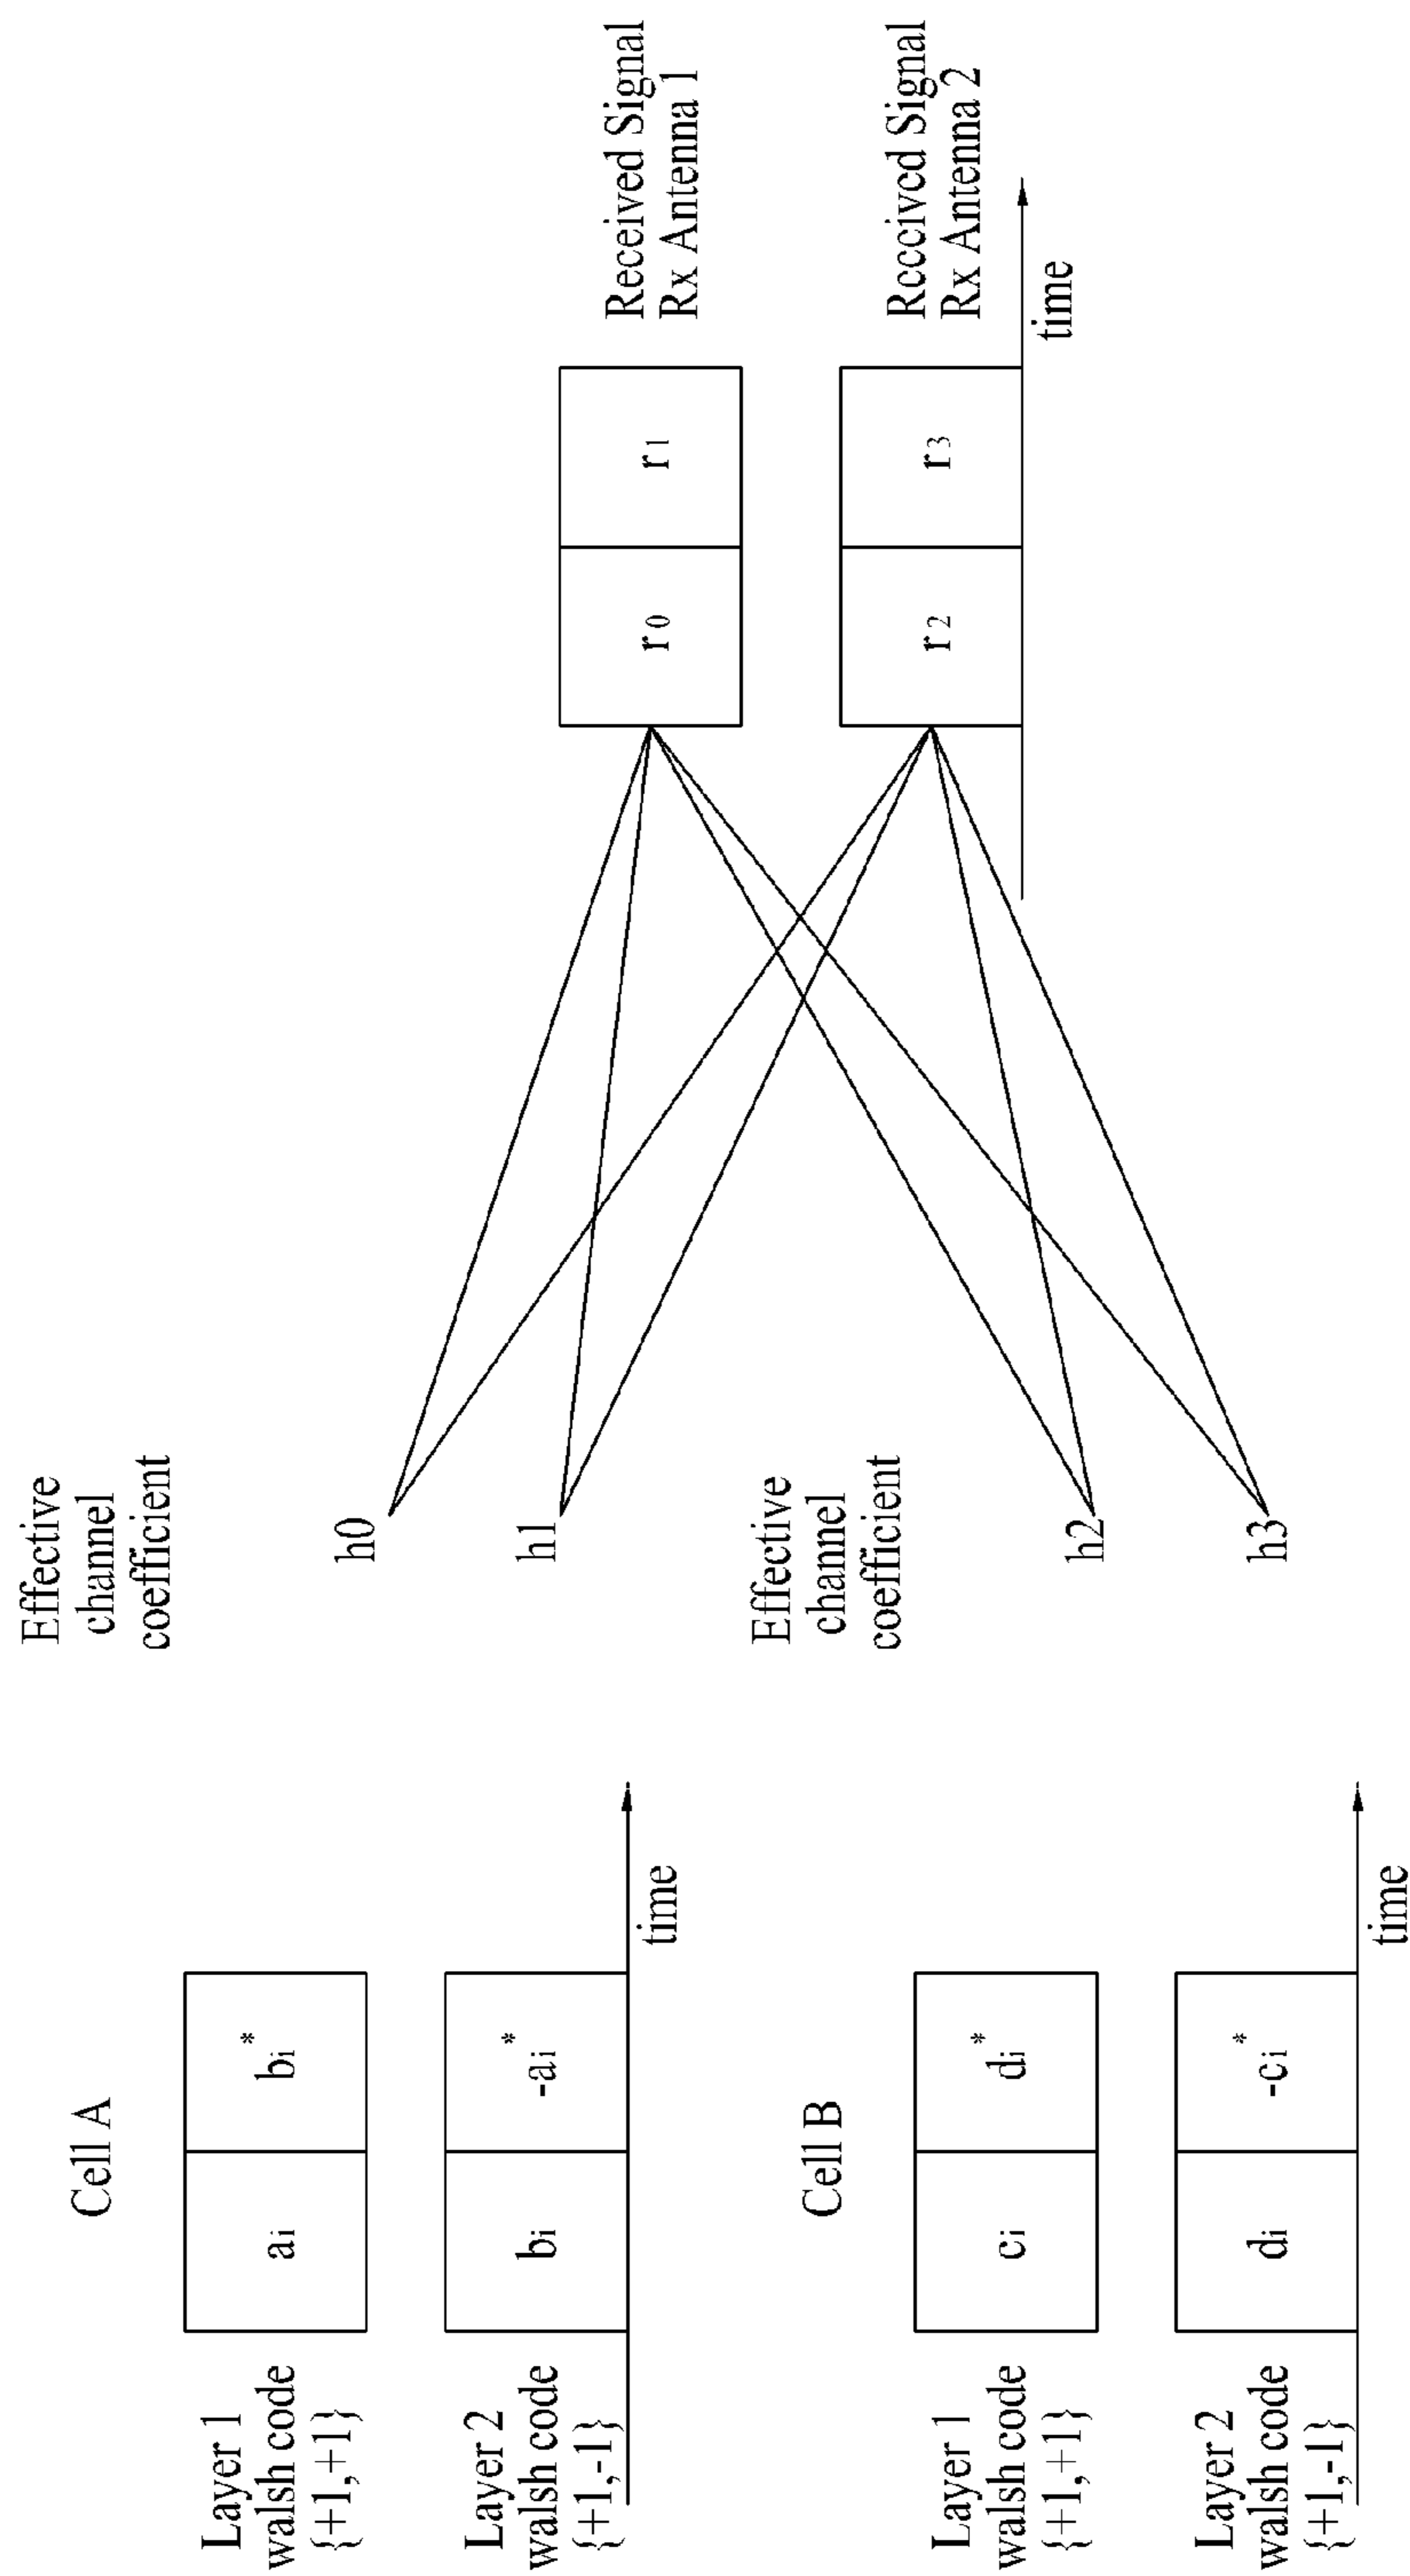 Cell A
Layer 1
walsh code
{+1,+1}
ai
bi*
Layer 2
walsh code
{+1,-1}
bi
-ai*
time
Effective
channel
coefficient
h0
h1
Cell B
Layer 1
walsh code
{+1,+1}
ci
di*
Layer 2
walsh code
{+1,-1}
di
-ci*
time
Effective
channel
coefficient
h2
h3
r0
r1
Received Signal
Rx Antenna 1
r2
r3
Received Signal
Rx Antenna 2
time